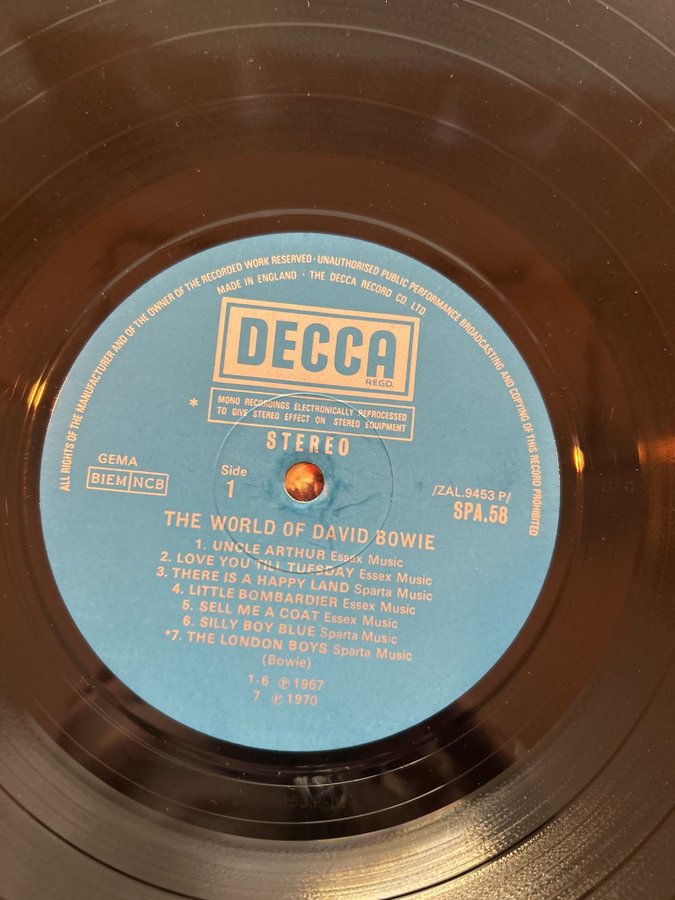 ALL RIGHTS OF THE MANUFACTURER AND OF THE OWNER OF THE RECORDED WORK RESERVED · UNAUTHORISED PUBLIC PERFORMANCE BROADCASTING AND COPYING OF THIS RECORD PROHIBITED
MADE IN ENGLAND · THE DECCA RECORD CO LTD
DECCA
REGD.
* MONO RECORDINGS ELECTRONICALLY REPROCESSED
TO GIVE STEREO EFFECT ON STEREO EQUIPMENT
STEREO
GEMA
BIEM NCB
Side
1
/ZAL.9453 P/
SPA.58
THE WORLD OF DAVID BOWIE
1. UNCLE ARTHUR Essex Music
2. LOVE YOU TILL TUESDAY Essex Music
3. THERE IS A HAPPY LAND Sparta Music
4. LITTLE BOMBARDIER Essex Music
5. SELL ME A COAT Essex Music
6. SILLY BOY BLUE Sparta Music
*7. THE LONDON BOYS Sparta Music
(Bowie)
1-6 ℗ 1967
7 ℗ 1970